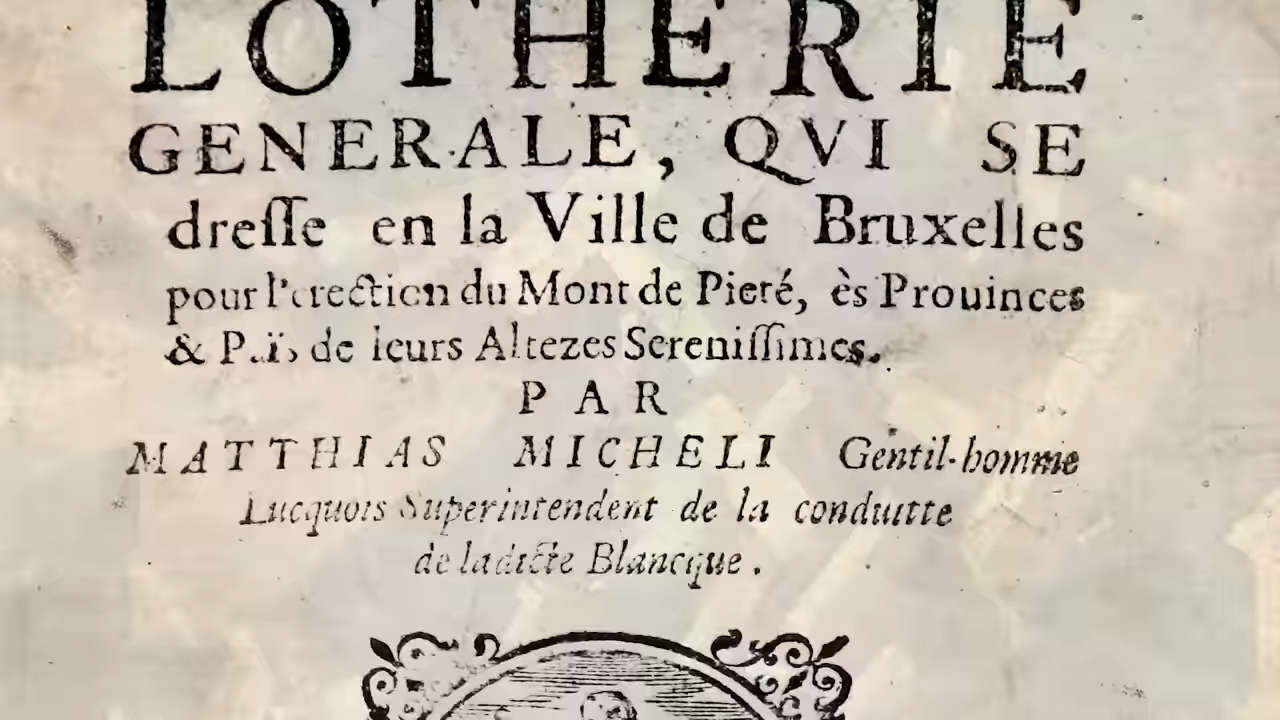 LOTHERIE
GENERALE, QVI SE
dresse en la Ville de Bruxelles
pour l'erection du Mont de Pieté, ès Prouinces
& Païs de leurs Altezes Serenissimes.
PAR
MATTHIAS MICHELI Gentil-homme
Lucquois Superintendent de la conduitte
de ladicte Blancque.